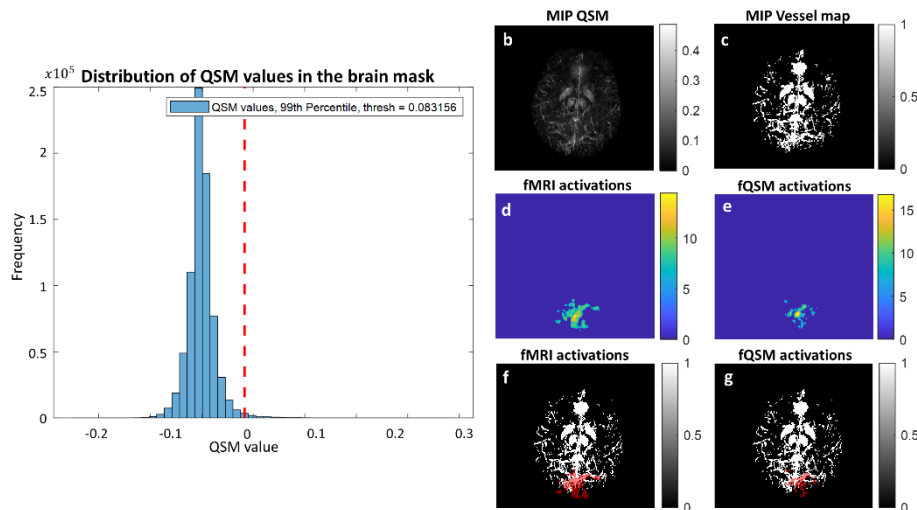 x10⁵
Distribution of QSM values in the brain mask
QSM values, 99th Percentile, thresh = 0.083156
2.5
2
1.5
1
0.5
0
Frequency
-0.2
-0.1
0
0.1
0.2
0.3
QSM value
MIP QSM
b
0.4
0.3
0.2
0.1
0
MIP Vessel map
c
1
0.5
0
fMRI activations
d
10
5
0
fQSM activations
e
15
10
5
0
fMRI activations
f
1
0.5
0
fQSM activations
g
1
0.5
0